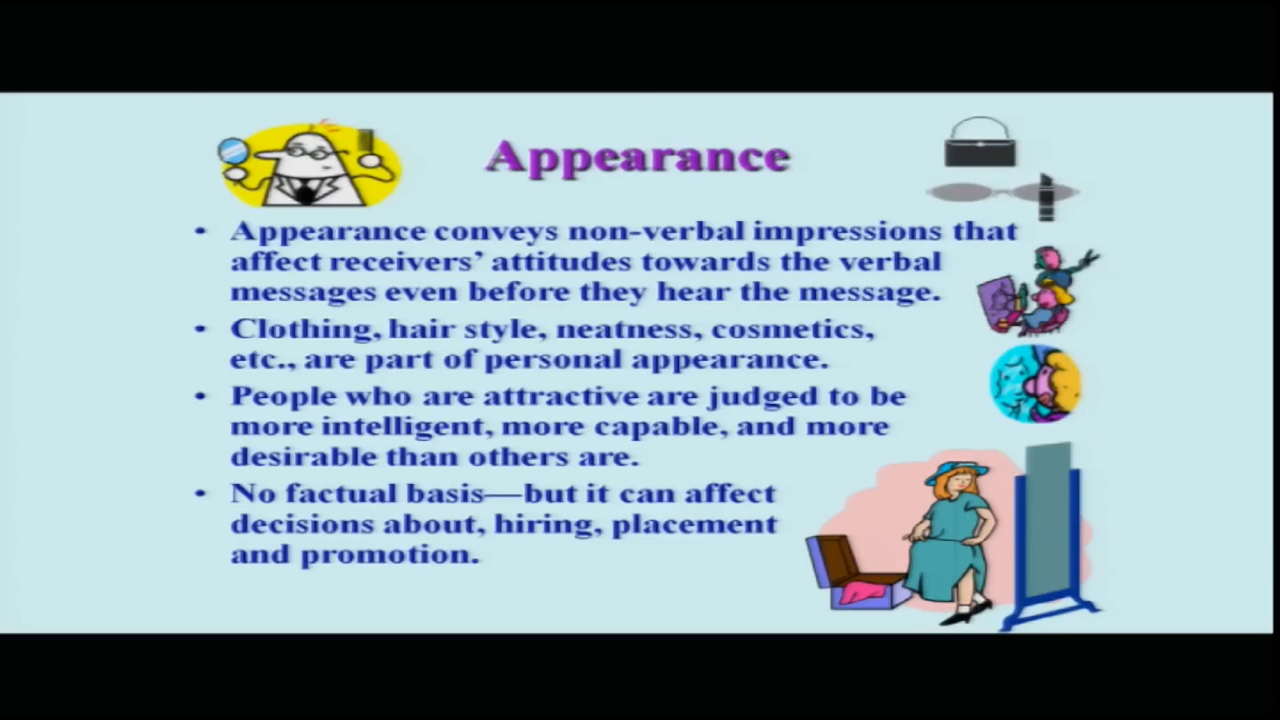 Appearance
• Appearance conveys non-verbal impressions that
affect receivers’ attitudes towards the verbal
messages even before they hear the message.
• Clothing, hair style, neatness, cosmetics,
etc., are part of personal appearance.
• People who are attractive are judged to be
more intelligent, more capable, and more
desirable than others are.
• No factual basis—but it can affect
decisions about, hiring, placement
and promotion.